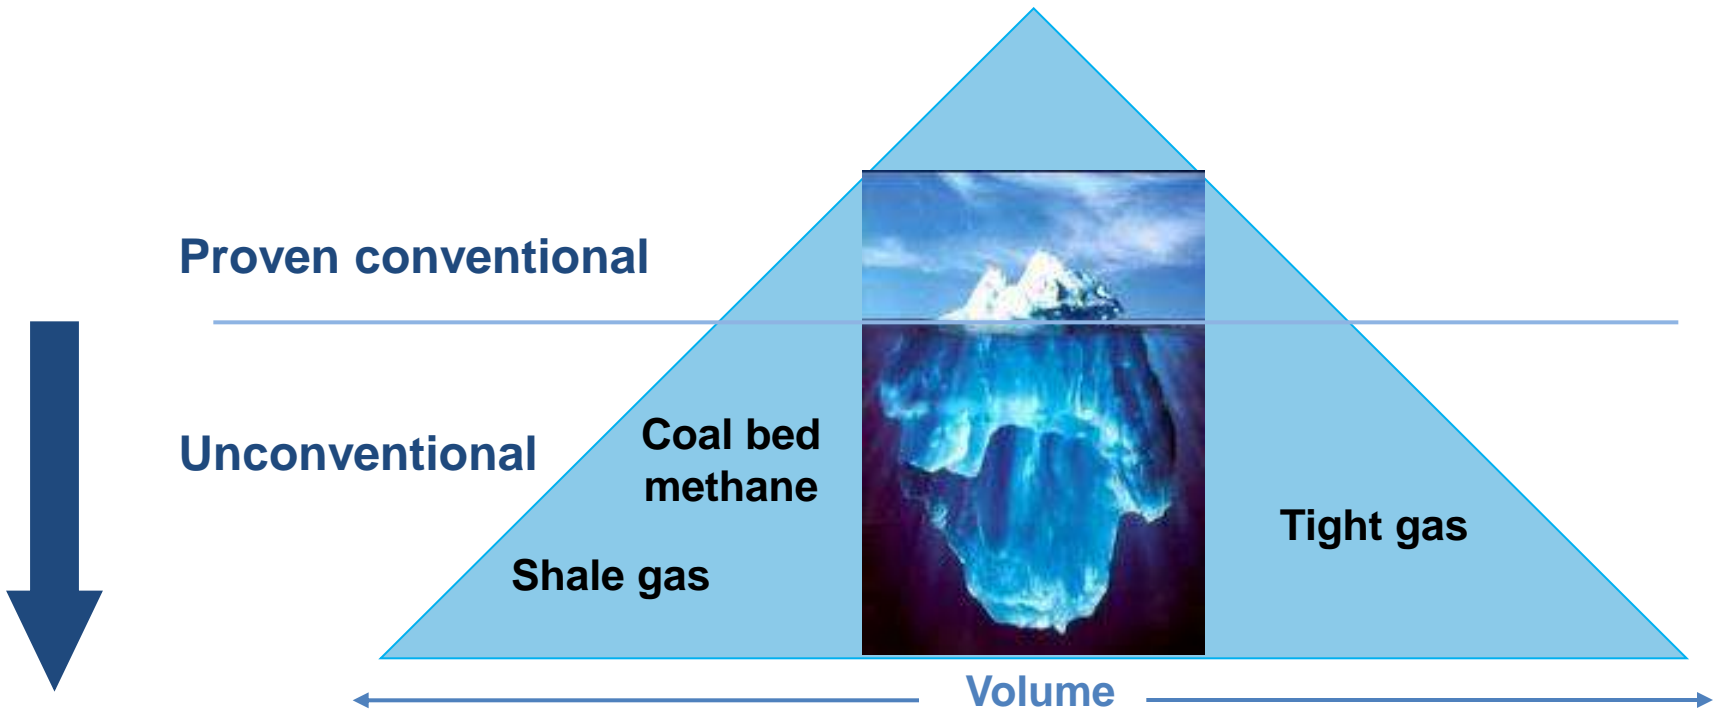 Proven conventional
Unconventional
Coal bed
methane
Tight gas
Shale gas
Volume